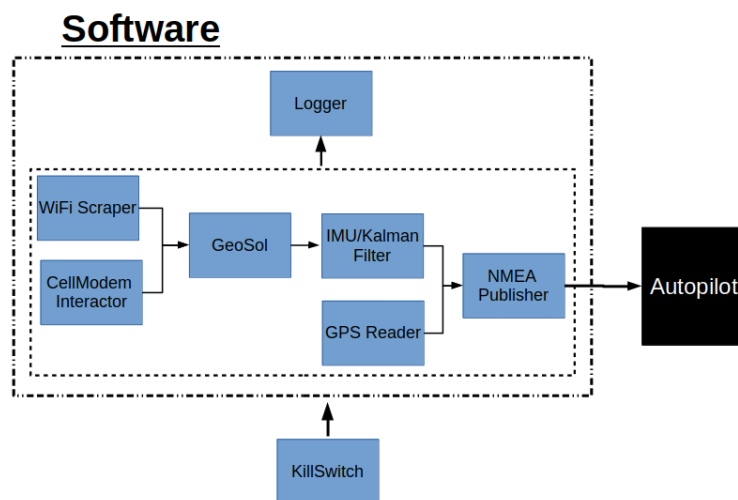 Software
Logger
WiFi Scraper
CellModem
Interactor
GeoSol
IMU/Kalman
Filter
GPS Reader
NMEA
Publisher
Autopilot
KillSwitch